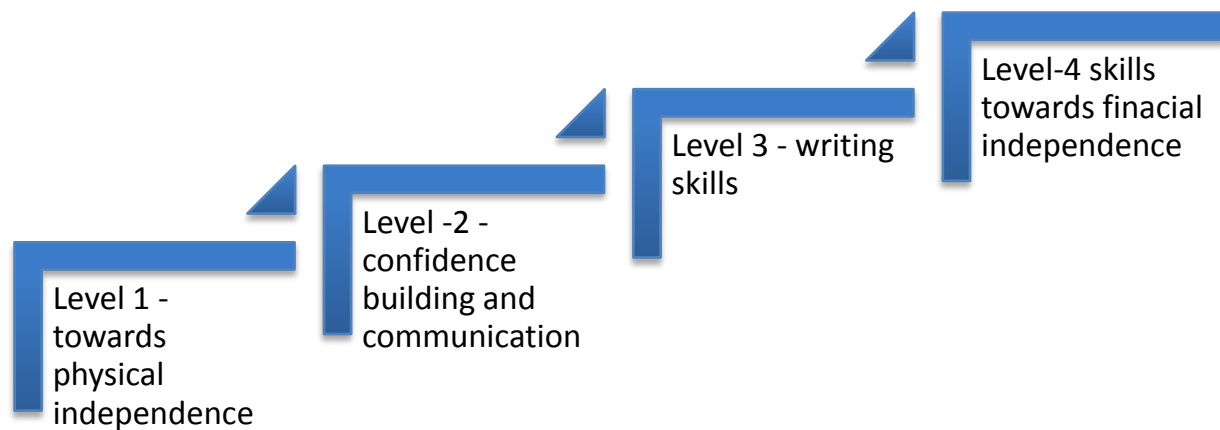 Level 1 -
towards
physical
independence
Level -2 -
confidence
building and
communication
Level 3 - writing
skills
Level-4 skills
towards finacial
independence